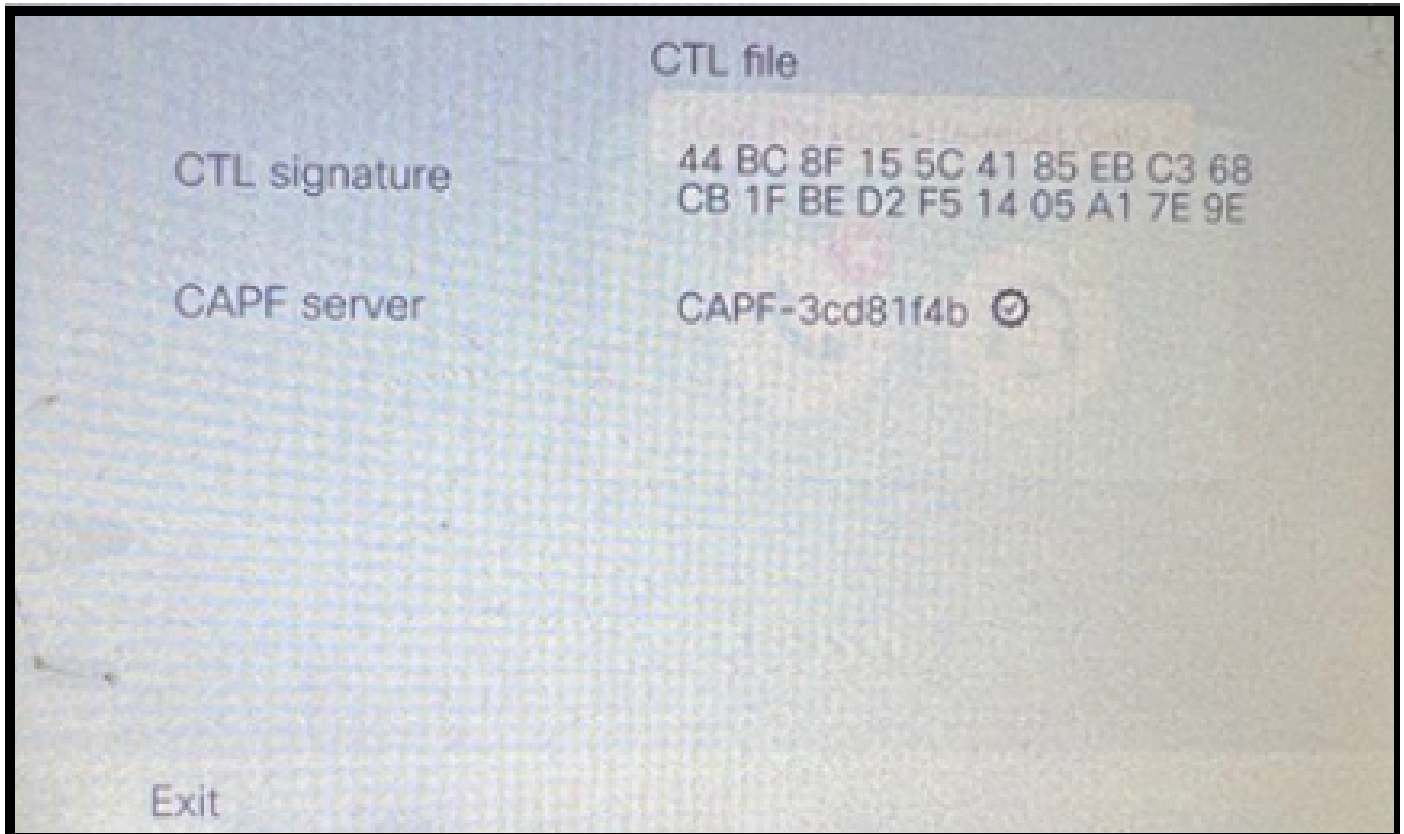 CTL file
CTL signature
44 BC 8F 15 5C 41 85 EB C3 68
CB 1F BE D2 F5 14 05 A1 7E 9E
CAPF server
CAPF-3cd81f4b
Exit